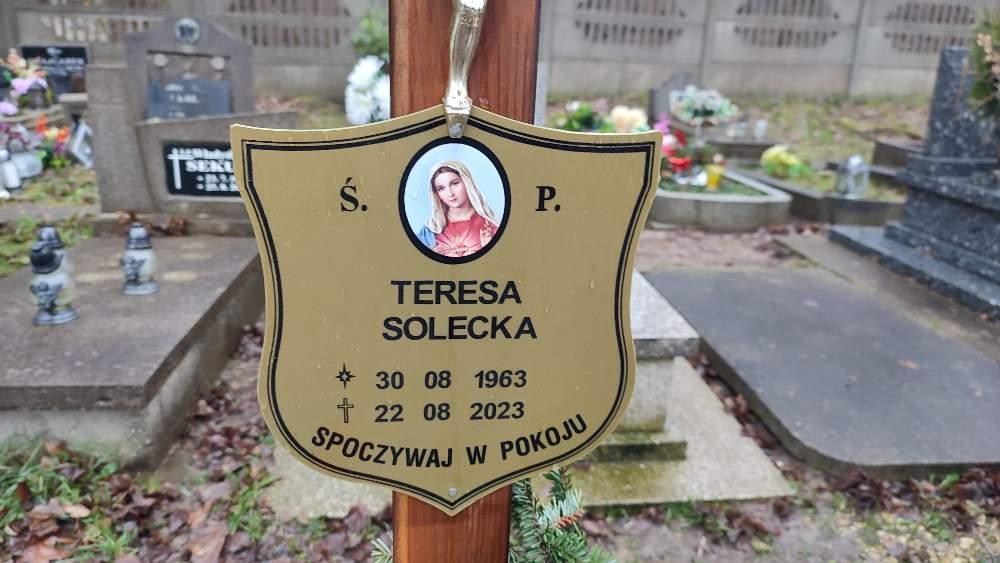 Ś. P.
TERESA
SOLECKA
30 08 1963
22 08 2023
SPOCZYWAJ W POKOJU